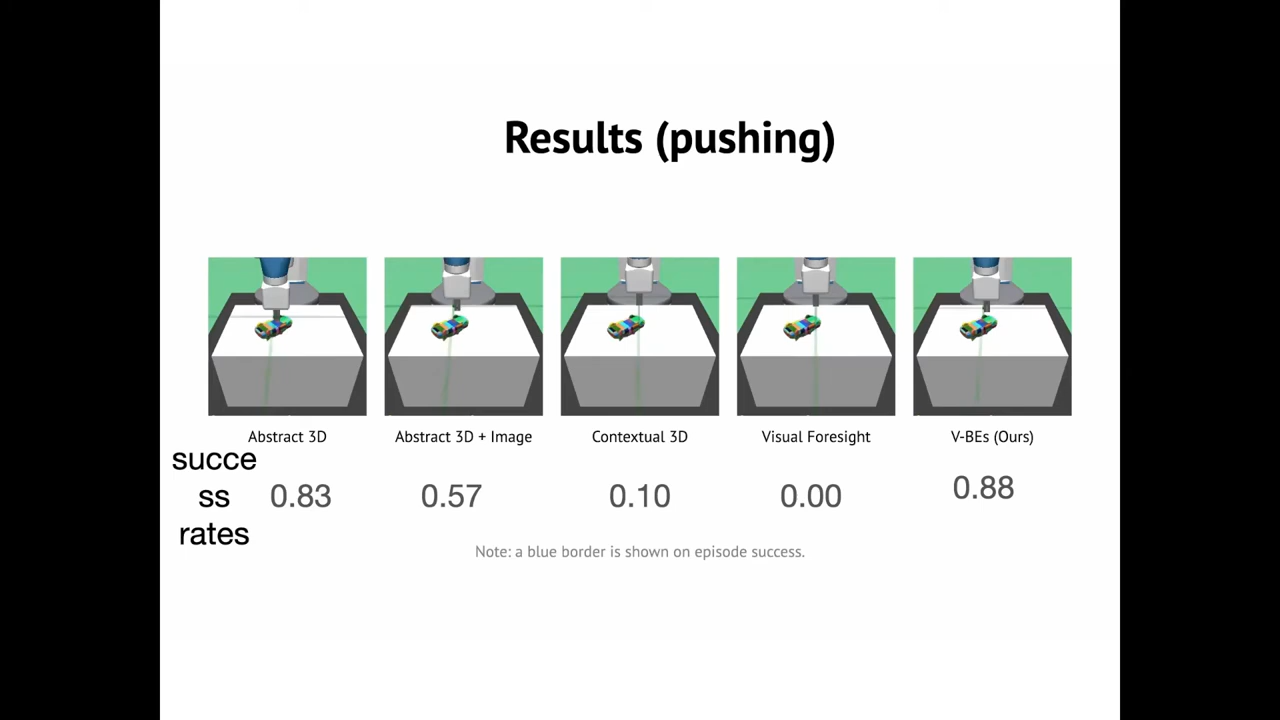 Results (pushing)
Abstract 3D
Abstract 3D + Image
Contextual 3D
Visual Foresight
V-BEs (Ours)
succe
ss
rates
0.83
0.57
0.10
0.00
0.88
Note: a blue border is shown on episode success.